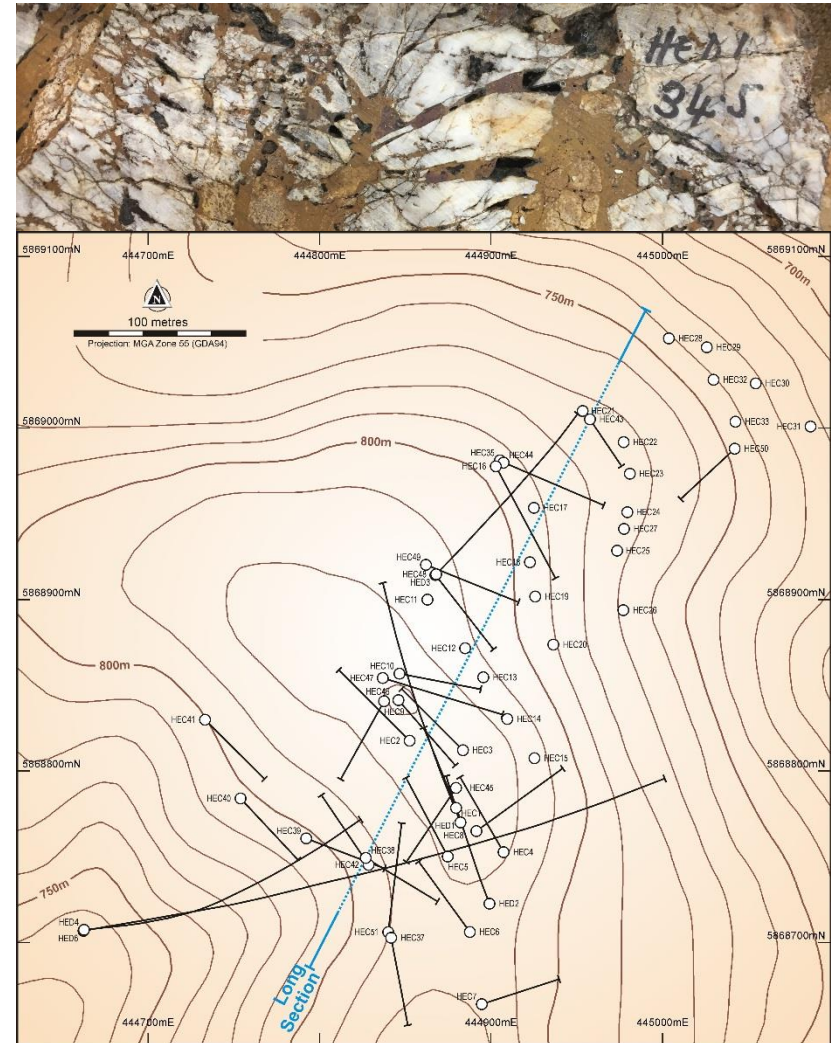 HED1
345.
5869100mN
444700mE
444800mE
444900mE
445000mE
5869100mN
700m
750m
N
100 metres
Projection: MGA Zone 55 (GDA94)
HEC28
HEC29
HEC32
HEC30
HEC21
HEC43
HEC33
HEC31
5869000mN
5869000mN
HEC22
HEC50
800m
HEC35
HEC44
HEC16
HEC23
HEC17
HEC24
HEC27
HEC25
HEC49
HEC48
HED3
5868900mN
HEC11
HEC19
5868900mN
HEC26
HEC12
HEC20
800m
HEC10
HEC47
HEC13
HEC9
HEC14
HEC41
HEC2
HEC3
HEC15
5868800mN
5868800mN
HEC40
HEC46
HEC1
HED1
HEC8
HEC39
HEC38
HEC42
HEC5
HEC4
750m
HED2
HED4
HED6
HEC51
HEC37
HEC6
5868700mN
5868700mN
Long
Section
HEC7
444700mE
444800mE
444900mE
445000mE